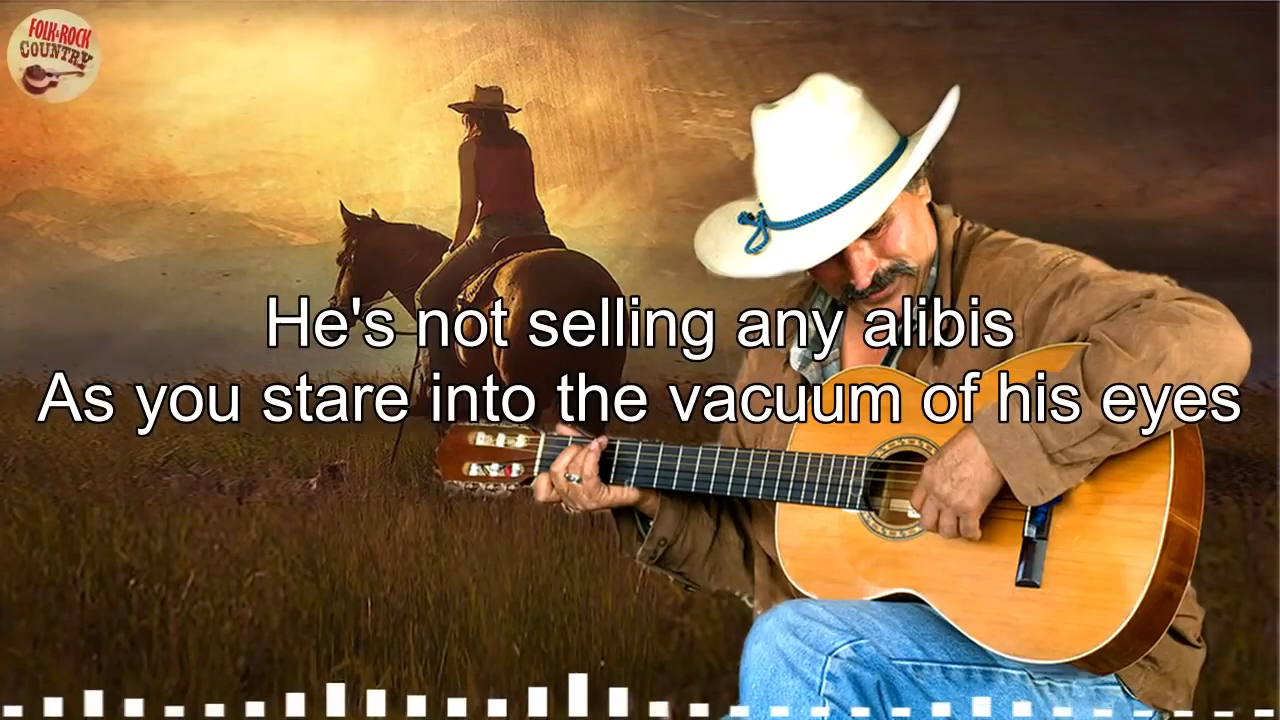 FOLK-ROCK
COUNTRY
He's not selling any alibis
As you stare into the vacuum of his eyes